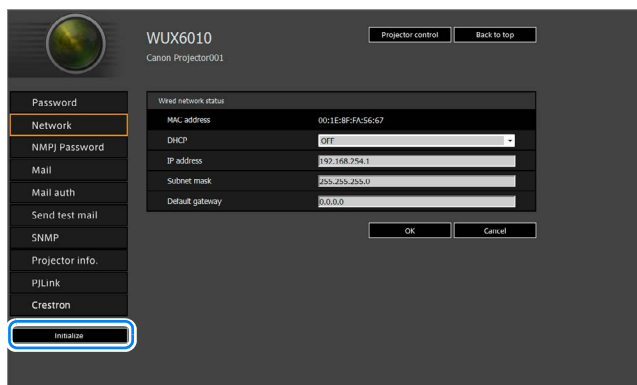 WUX6010
Canon Projector001
Projector control
Back to top
Password
Network
NMPJ Password
Mail
Mail auth
Send test mail
SNMP
Projector info.
PJLink
Crestron
Initialize
Wired network status
MAC address 00:1E:8F:FA:56:67
DHCP OFF
IP address 192.168.254.1
Subnet mask 255.255.255.0
Default gateway 0.0.0.0
OK
Cancel